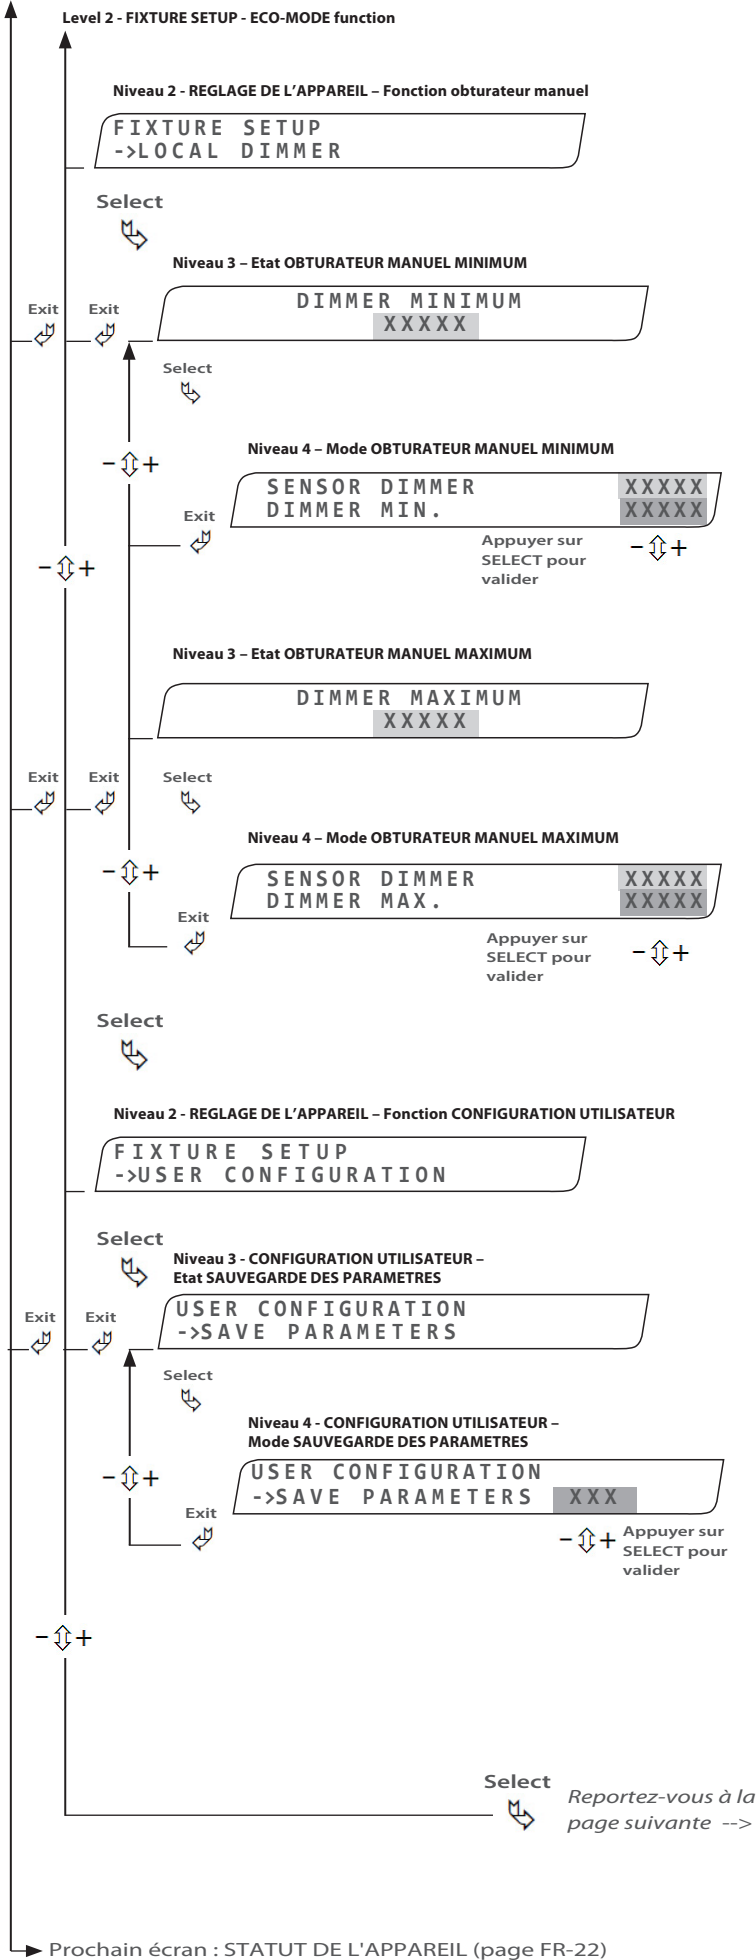 Level 2 - FIXTURE SETUP - ECO-MODE function
Niveau 2 - REGLAGE DE L'APPAREIL – Fonction obturateur manuel
FIXTURE SETUP
->LOCAL DIMMER
Select
Niveau 3 – Etat OBTURATEUR MANUEL MINIMUM
DIMMER MINIMUM
XXXXX
Exit
Exit
Select
Niveau 4 – Mode OBTURATEUR MANUEL MINIMUM
- +
SENSOR DIMMER XXXXX
DIMMER MIN. XXXXX
Exit
Appuyer sur
SELECT pour
valider
- +
- +
Niveau 3 – Etat OBTURATEUR MANUEL MAXIMUM
DIMMER MAXIMUM
XXXXX
Exit
Exit
Select
Niveau 4 – Mode OBTURATEUR MANUEL MAXIMUM
- +
SENSOR DIMMER XXXXX
DIMMER MAX. XXXXX
Exit
Appuyer sur
SELECT pour
valider
- +
Select
Niveau 2 - REGLAGE DE L'APPAREIL – Fonction CONFIGURATION UTILISATEUR
FIXTURE SETUP
->USER CONFIGURATION
Select
Niveau 3 - CONFIGURATION UTILISATEUR –
Etat SAUVEGARDE DES PARAMETRES
USER CONFIGURATION
->SAVE PARAMETERS
Exit
Exit
Select
Niveau 4 - CONFIGURATION UTILISATEUR –
Mode SAUVEGARDE DES PARAMETRES
- +
USER CONFIGURATION
->SAVE PARAMETERS XXX
Exit
- +
Appuyer sur
SELECT pour
valider
- +
Select
Reportez-vous à la
page suivante -->
Prochain écran : STATUT DE L'APPAREIL (page FR-22)